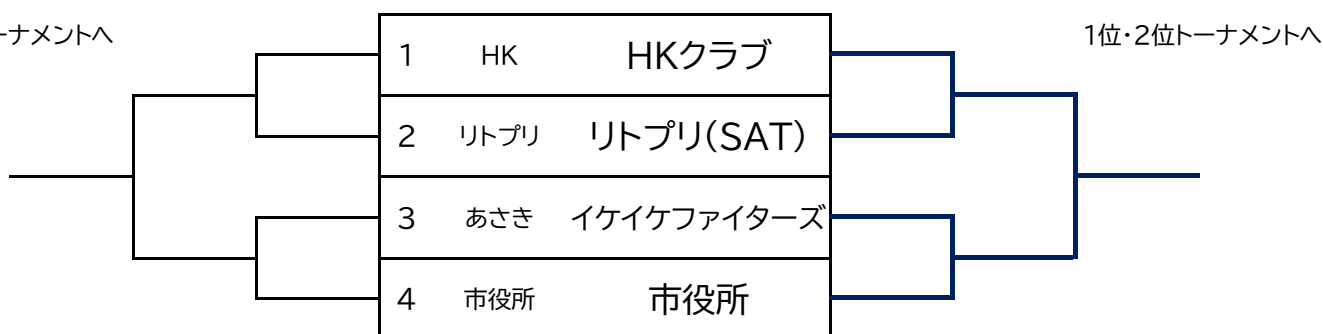 ーナメントへ
1位・2位トーナメントへ
1 HK HKクラブ
2 リトプリ リトプリ(SAT)
3 あさき イケイケファイターズ
4 市役所 市役所